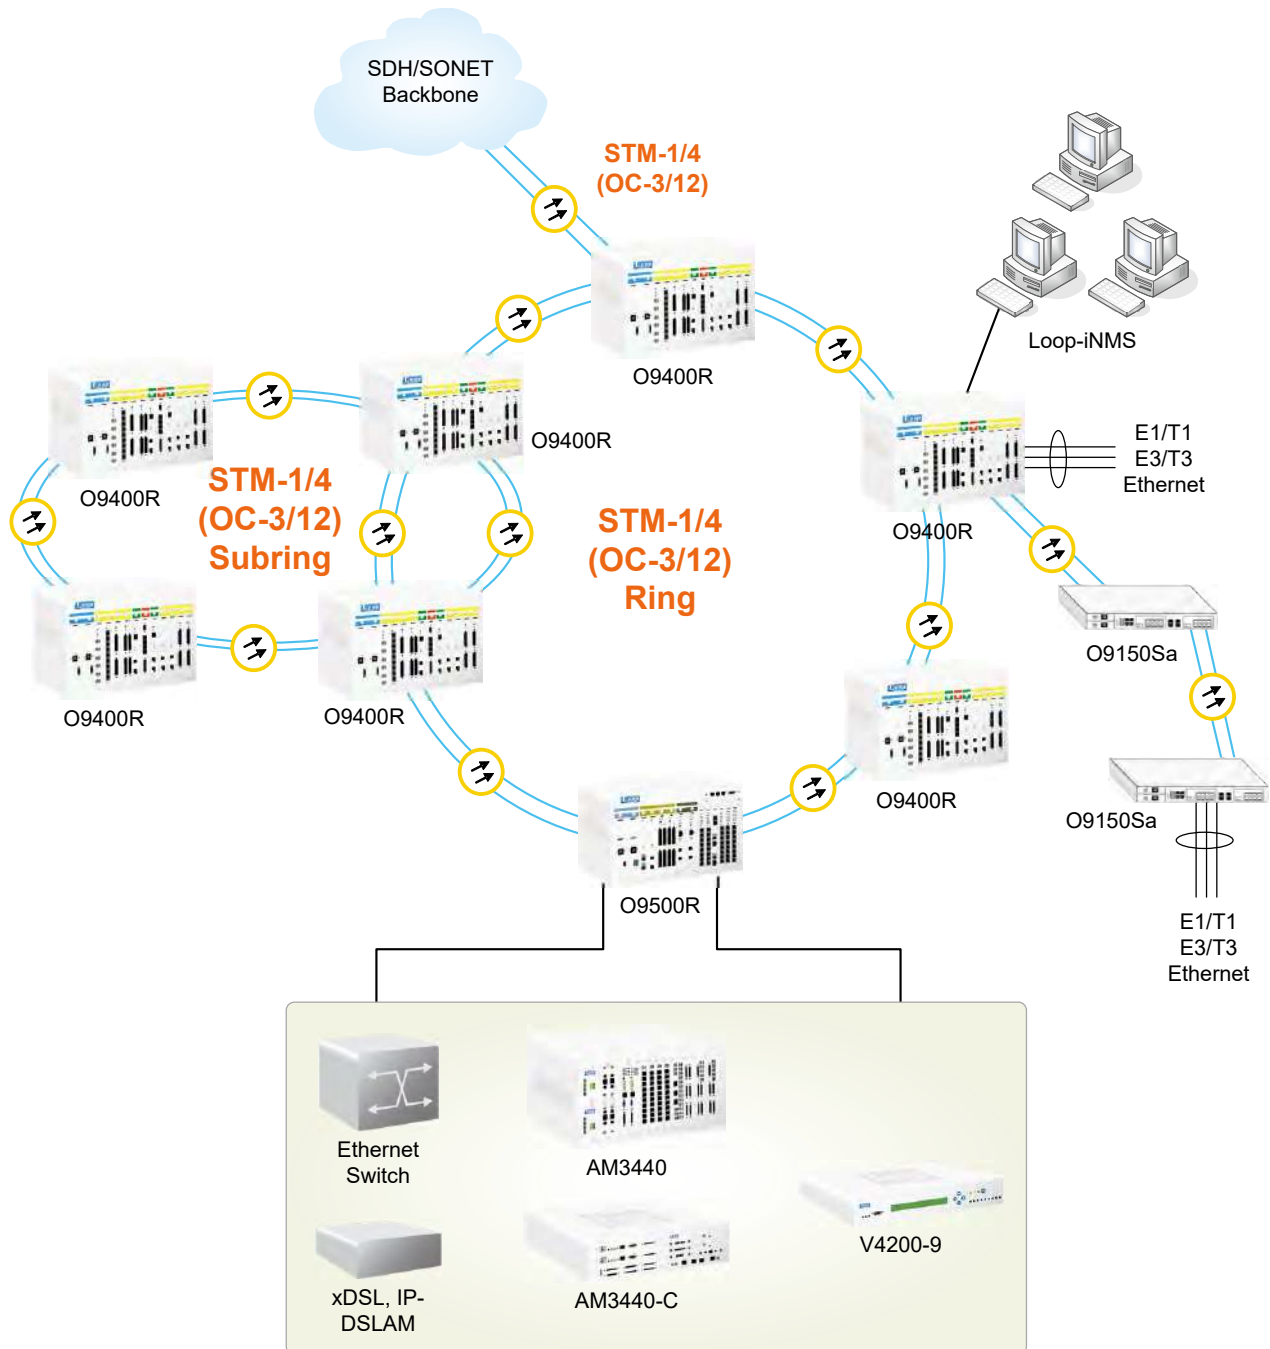 SDH/SONET
Backbone
STM-1/4
(OC-3/12)
Loop-iNMS
O9400R
O9400R
E1/T1
E3/T3
Ethernet
O9400R
STM-1/4
(OC-3/12)
Subring
STM-1/4
(OC-3/12)
Ring
O9400R
O9150Sa
O9400R
O9400R
O9400R
O9150Sa
O9500R
E1/T1
E3/T3
Ethernet
Ethernet
Switch
AM3440
V4200-9
xDSL, IP-
DSLAM
AM3440-C